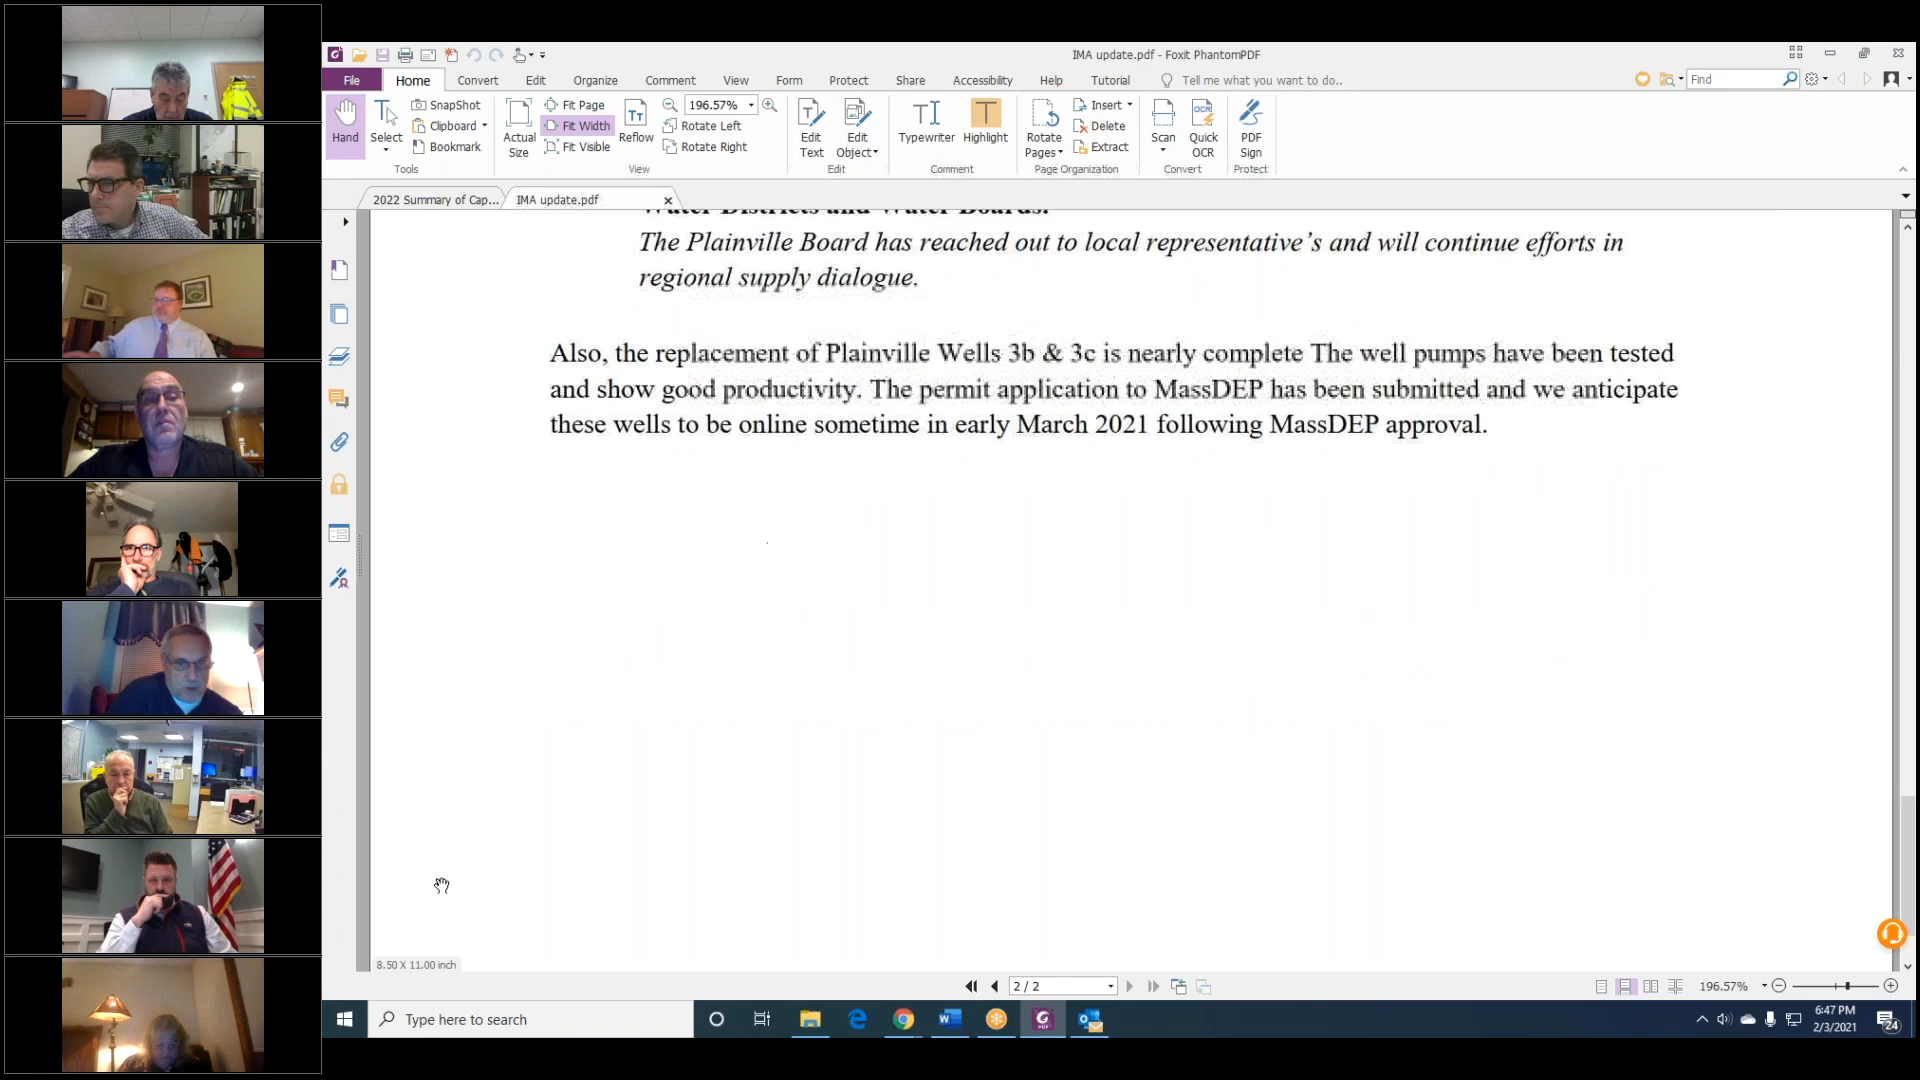 IMA update.pdf - Foxit PhantomPDF
File Home Convert Edit Organize Comment View Form Protect Share Accessibility Help Tutorial Tell me what you want to do.. Find
Hand
Select
SnapShot
Clipboard
Bookmark
Tools
Actual
Size
Fit Page
Fit Width
Fit Visible
Reflow
196.57%
Rotate Left
Rotate Right
View
Edit
Text
Edit
Object
Edit
Typewriter
Highlight
Comment
Rotate
Pages
Insert
Delete
Extract
Page Organization
Scan
Quick
OCR
Convert
PDF
Sign
Protect
2022 Summary of Cap... IMA update.pdf
Water Districts and Water Boards.
The Plainville Board has reached out to local representative's and will continue efforts in
regional supply dialogue.
Also, the replacement of Plainville Wells 3b & 3c is nearly complete The well pumps have been tested
and show good productivity. The permit application to MassDEP has been submitted and we anticipate
these wells to be online sometime in early March 2021 following MassDEP approval.
8.50 X 11.00 inch
2 / 2
196.57%
Type here to search
6:47 PM
2/3/2021
24